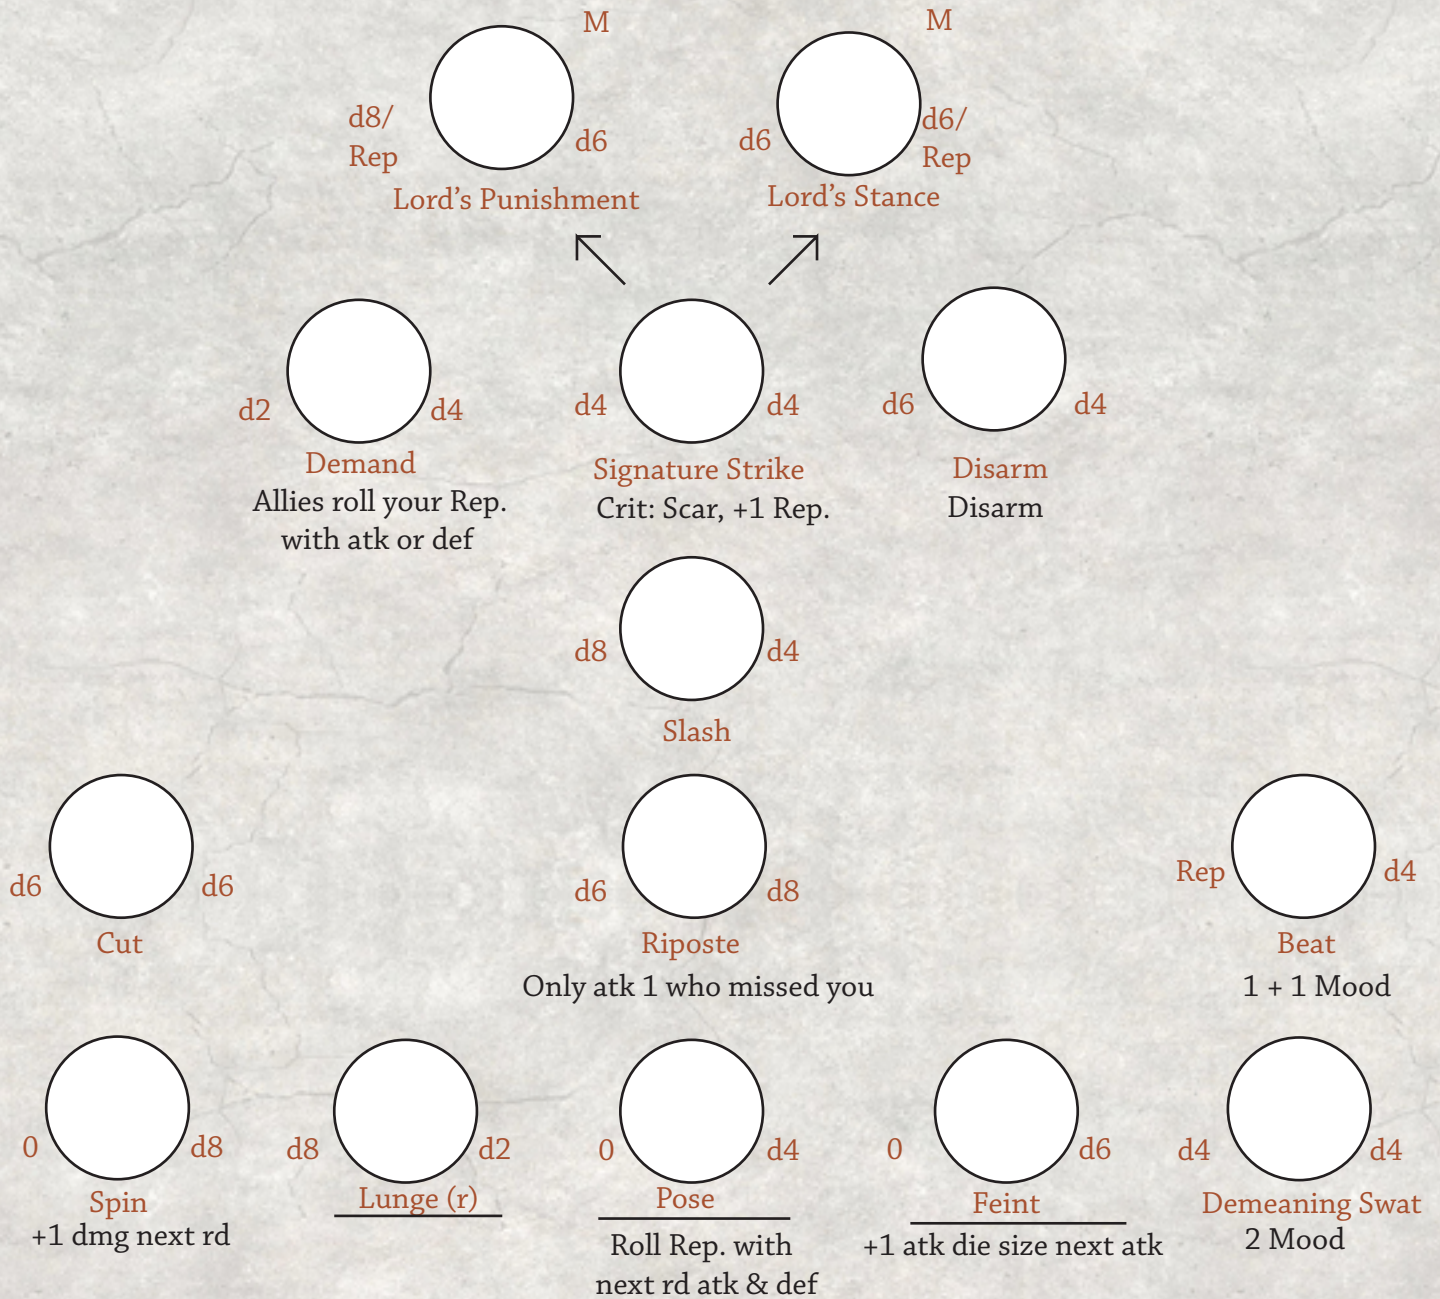 M
M
d8/
Rep
d6
d6
d6/
Rep
Lord's Punishment
Lord's Stance
d2
d4
d4
d4
d6
d4
Demand
Signature Strike
Disarm
Allies roll your Rep.
with atk or def
Crit: Scar, +1 Rep.
Disarm
d8
d4
Slash
d6
d6
d6
d8
Rep
d4
Cut
Riposte
Beat
Only atk 1 who missed you
1 + 1 Mood
0
d8
d8
d2
0
d4
0
d6
d4
d4
Spin
Lunge (r)
Pose
Feint
Demeaning Swat
+1 dmg next rd
Roll Rep. with
next rd atk & def
+1 atk die size next atk
2 Mood